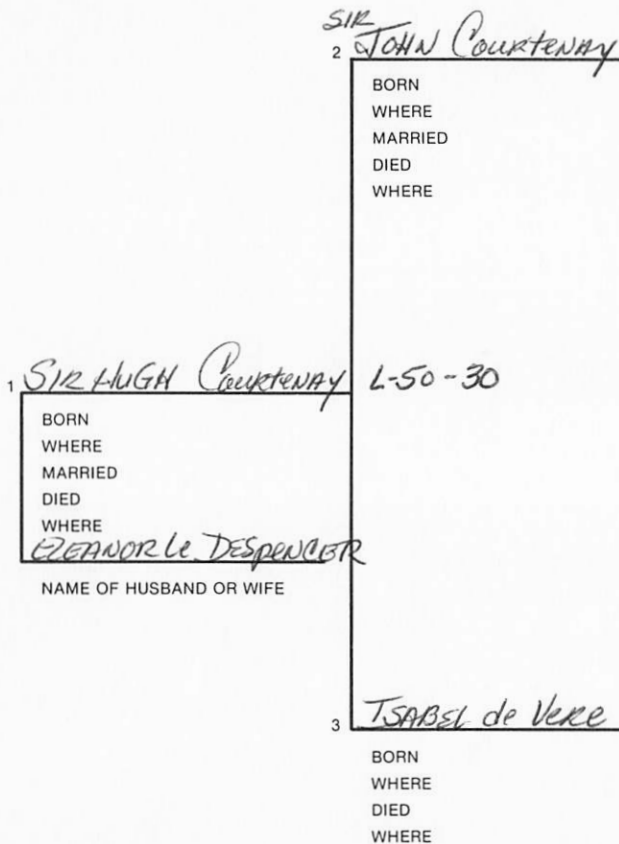 SIR
2 JOHN COURTENAY
BORN
WHERE
MARRIED
DIED
WHERE
1 SIR HUGH COURTENAY L-50-30
BORN
WHERE
MARRIED
DIED
WHERE
ELEANOR le DESPENCER
NAME OF HUSBAND OR WIFE
3 ISABEL de VERE
BORN
WHERE
DIED
WHERE